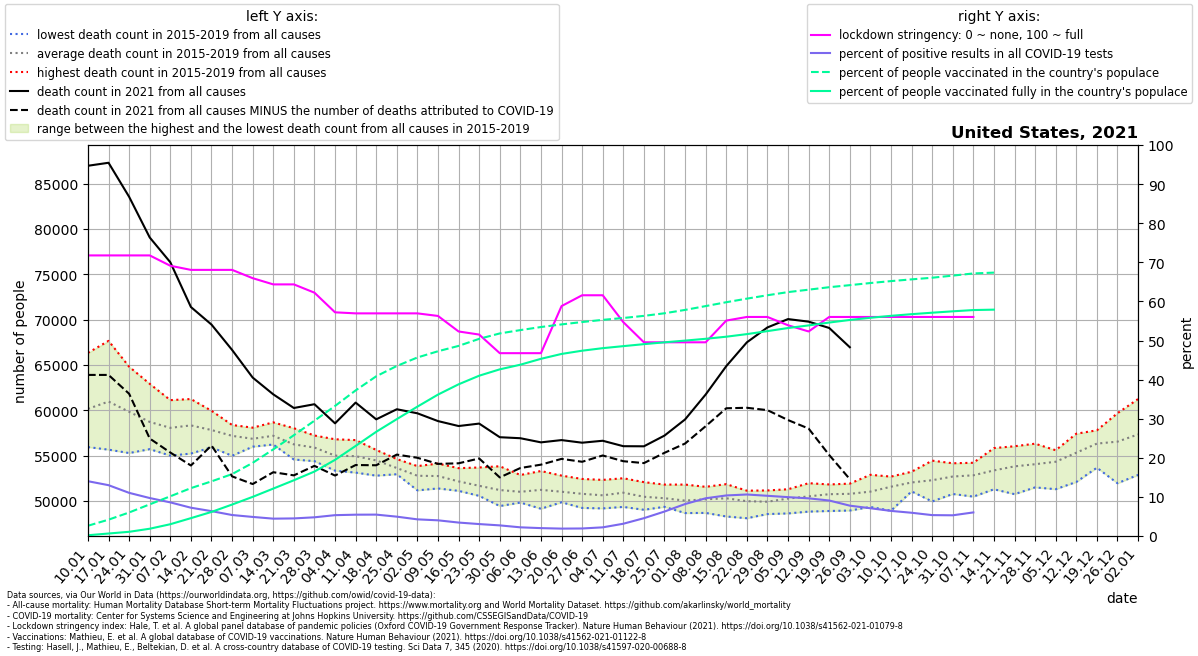 left Y axis:
lowest death count in 2015-2019 from all causes
average death count in 2015-2019 from all causes
highest death count in 2015-2019 from all causes
death count in 2021 from all causes
death count in 2021 from all causes MINUS the number of deaths attributed to COVID-19
range between the highest and the lowest death count from all causes in 2015-2019
right Y axis:
lockdown stringency: 0 ~ none, 100 ~ full
percent of positive results in all COVID-19 tests
percent of people vaccinated in the country's populace
percent of people vaccinated fully in the country's populace
United States, 2021
number of people
85000
80000
75000
70000
65000
60000
55000
50000
100
90
80
70
60
50
40
30
20
10
0
percent
10.01 17.01 24.01 31.01 07.02 14.02 21.02 28.02 07.03 14.03 21.03 28.03 04.04 11.04 18.04 25.04 02.05 09.05 16.05 23.05 30.05 06.06 13.06 20.06 27.06 04.07 11.07 18.07 25.07 01.08 08.08 15.08 22.08 29.08 05.09 12.09 19.09 26.09 03.10 10.10 17.10 24.10 31.10 07.11 14.11 21.11 28.11 05.12 12.12 19.12 26.12 02.01
date
Data sources, via Our World in Data (https://ourworldindata.org, https://github.com/owid/covid-19-data):
- All-cause mortality: Human Mortality Database Short-term Mortality Fluctuations project. https://www.mortality.org and World Mortality Dataset. https://github.com/akarlinsky/world_mortality
- COVID-19 mortality: Center for Systems Science and Engineering at Johns Hopkins University. https://github.com/CSSEGISandData/COVID-19
- Lockdown stringency index: Hale, T. et al. A global panel database of pandemic policies (Oxford COVID-19 Government Response Tracker). Nature Human Behaviour (2021). https://doi.org/10.1038/s41562-021-01079-8
- Vaccinations: Mathieu, E. et al. A global database of COVID-19 vaccinations. Nature Human Behaviour (2021). https://doi.org/10.1038/s41562-021-01122-8
- Testing: Hasell, J., Mathieu, E., Beltekian, D. et al. A cross-country database of COVID-19 testing. Sci Data 7, 345 (2020). https://doi.org/10.1038/s41597-020-00688-8